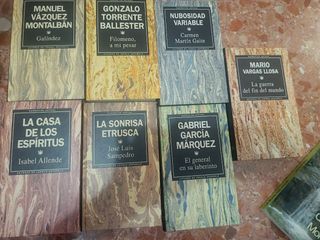 MANUEL
VÁZQUEZ
MONTALBÁN
Galíndez
GONZALO
TORRENTE
BALLESTER
Filomeno,
a mi pesar
NUBOSIDAD
VARIABLE
Carmen
Martín Gaite
MARIO
VARGAS LLOSA
La guerra
del fin del mundo
LA CASA
DE LOS
ESPÍRITUS
Isabel Allende
LA SONRISA
ETRUSCA
José Luis
Sampedro
GABRIEL
GARCÍA
MÁRQUEZ
El general
en su laberinto